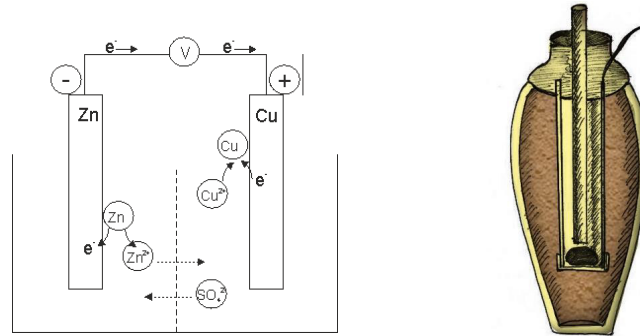 e⁻ V e⁻
- +
Zn Cu
Cu
Cu²⁺ e⁻
Zn
e⁻ Zn²⁺
SO₄²⁻